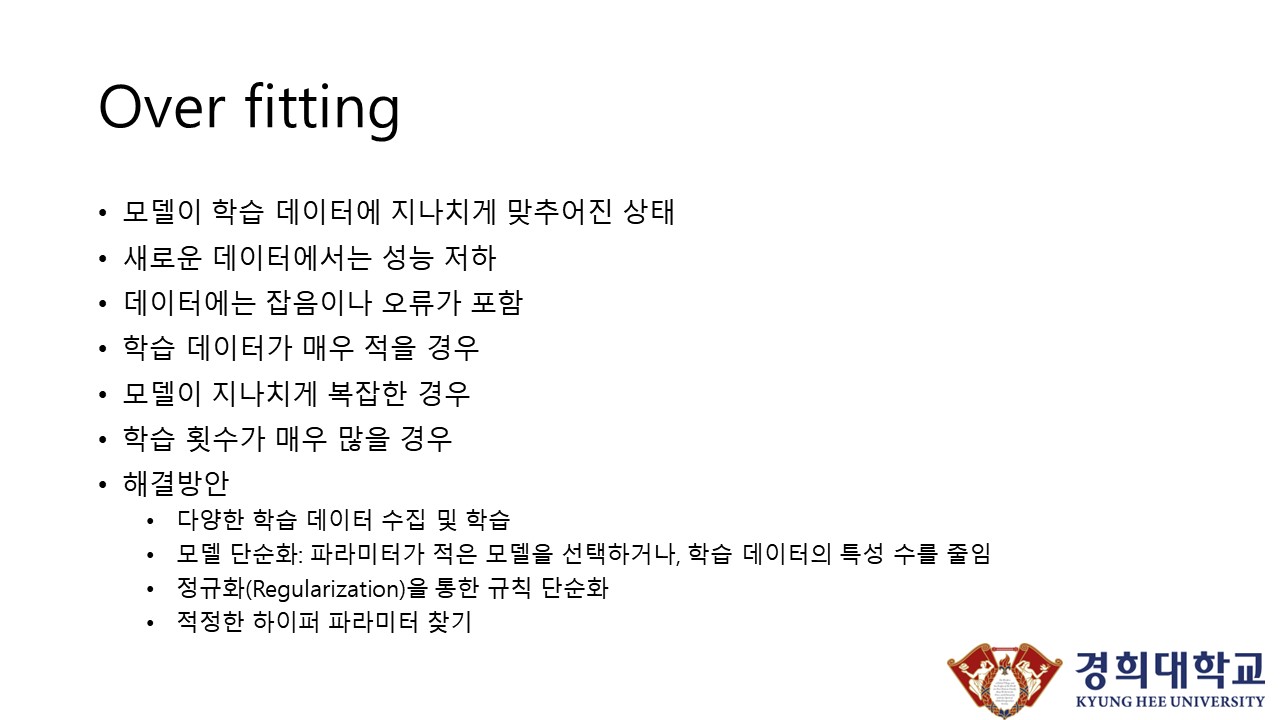 Over fitting
• 모델이 학습 데이터에 지나치게 맞추어진 상태
• 새로운 데이터에서는 성능 저하
• 데이터에는 잡음이나 오류가 포함
• 학습 데이터가 매우 적을 경우
• 모델이 지나치게 복잡한 경우
• 학습 횟수가 매우 많을 경우
• 해결방안
• 다양한 학습 데이터 수집 및 학습
• 모델 단순화: 파라미터가 적은 모델을 선택하거나, 학습 데이터의 특성 수를 줄임
• 정규화(Regularization)을 통한 규칙 단순화
• 적정한 하이퍼 파라미터 찾기
경희대학교
KYUNG HEE UNIVERSITY